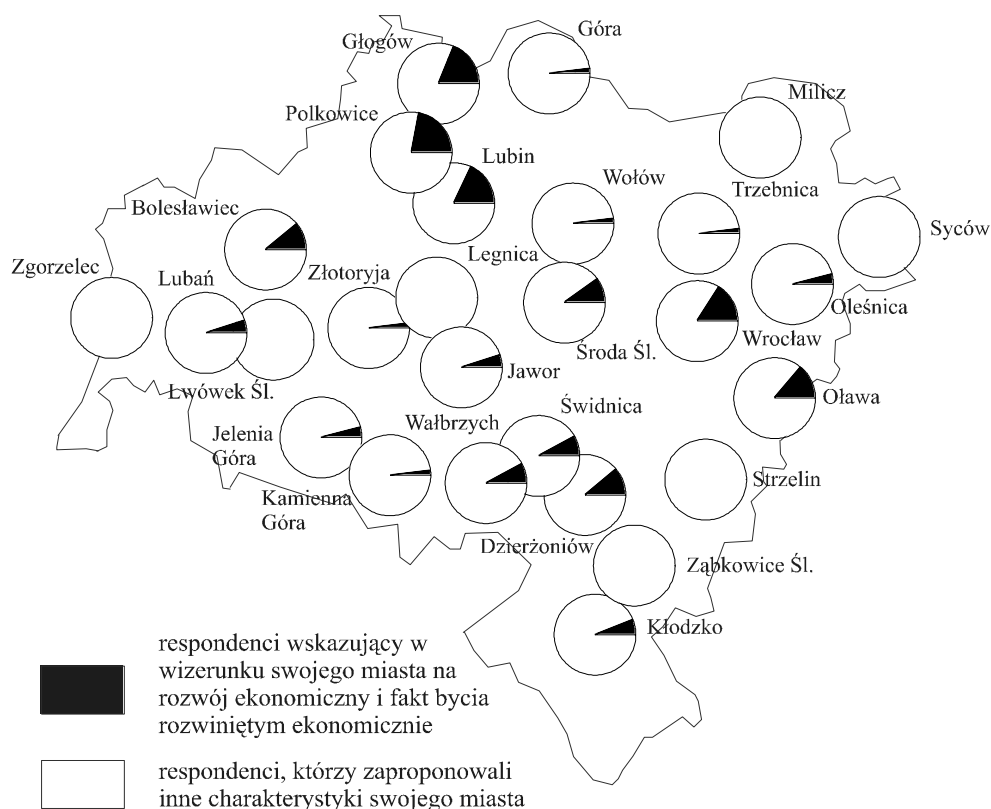 Góra
Głogów
Milicz
Polkowice
Lubin
Wołów
Trzebnica
Bolesławiec
Syców
Legnica
Zgorzelec
Lubań
Złotoryja
Oleśnica
Wrocław
Środa Śl.
Jawor
Lwówek Śl.
Oława
Świdnica
Wałbrzych
Jelenia
Góra
Strzelin
Kamienna
Góra
Dzierżoniów
Ząbkowice Śl.
Kłodzko
respondenci wskazujący w
wizerunku swojego miasta na
rozwój ekonomiczny i fakt bycia
rozwiniętym ekonomicznie
respondenci, którzy zaproponowali
inne charakterystyki swojego miasta